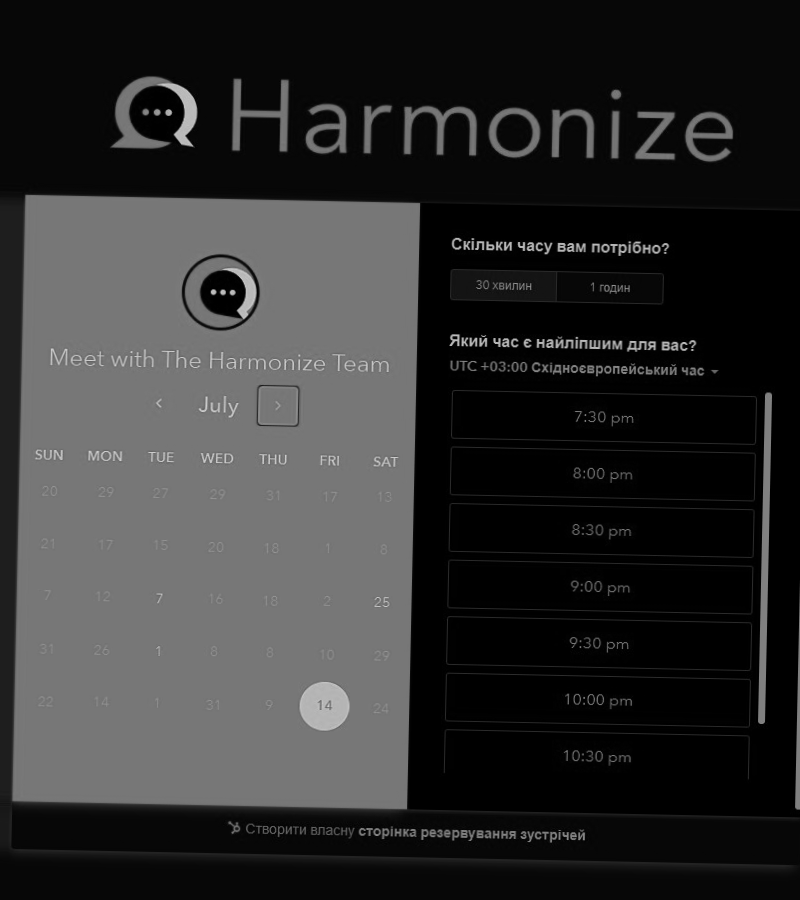 Harmonize
Meet with The Harmonize Team
July
SUN MON TUE WED THU FRI SAT
20 29 27 29 31 17 13
21 17 15 20 18 1 8
7 12 7 16 18 2 25
31 26 1 8 8 10 29
22 14 1 31 9 14 24
Скільки часу вам потрібно?
30 хвилин 1 годин
Який час є найліпшим для вас?
UTC +03:00 Східноєвропейський час
7:30 pm
8:00 pm
8:30 pm
9:00 pm
9:30 pm
10:00 pm
10:30 pm
Створити власну сторінка резервування зустрічей